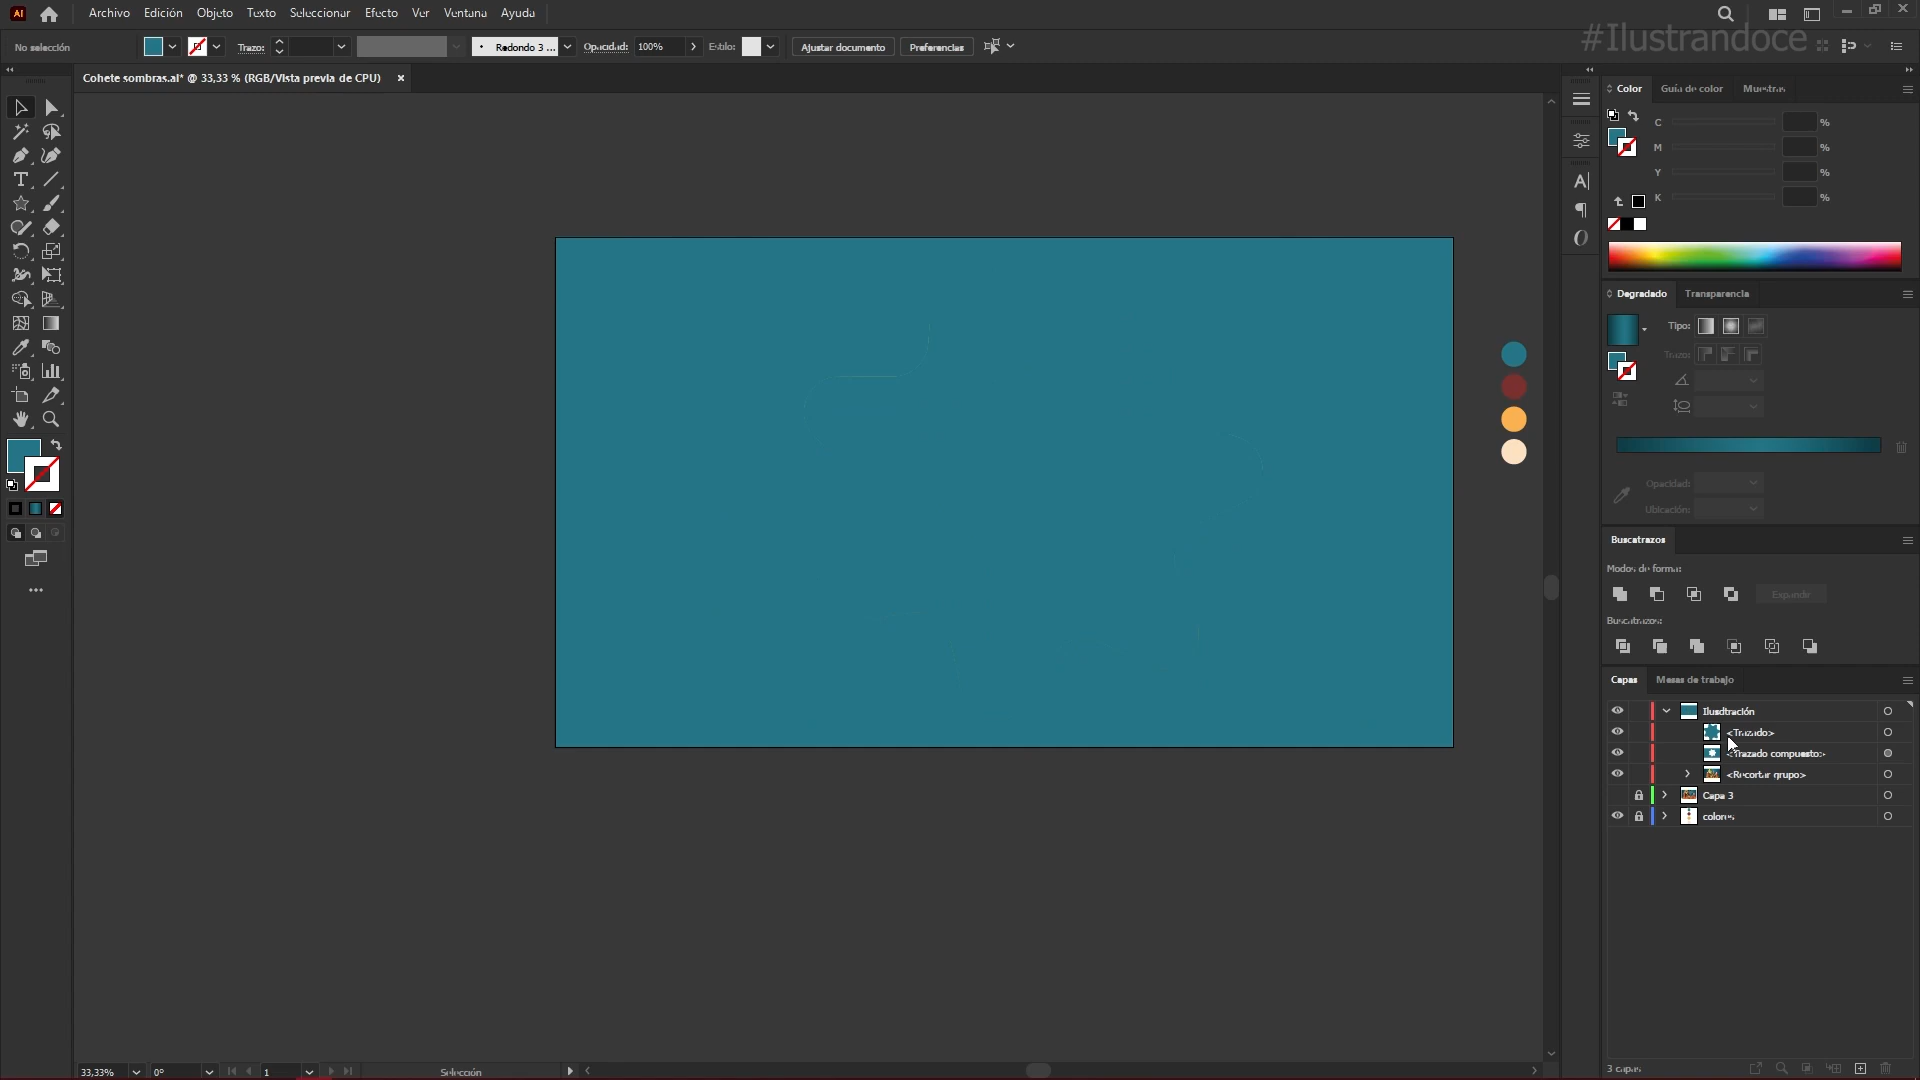 Ai Archivo Edición Objeto Texto Seleccionar Efecto Ver Ventana Ayuda
#Ilustrandoce
No selección Trazo: Redondo 3 ... Opacidad: 100% Estilo: Ajustar documento Preferencias
Cohete sombras.ai* @ 33,33 % (RGB/Vista previa de CPU) ×
Color Guía de color Muestras
C %
M %
Y %
K %
Degradado Transparencia
Tipo:
Trazo:
Opacidad:
Ubicación:
Buscatrazos
Modos de forma:
Expandir
Buscatrazos:
Capas Mesas de trabajo
Ilusdtración
<Trazado>
<Trazado compuesto>
<Recortar grupo>
Capa 3
colores
33,33% 0° 1 Selección
3 capas